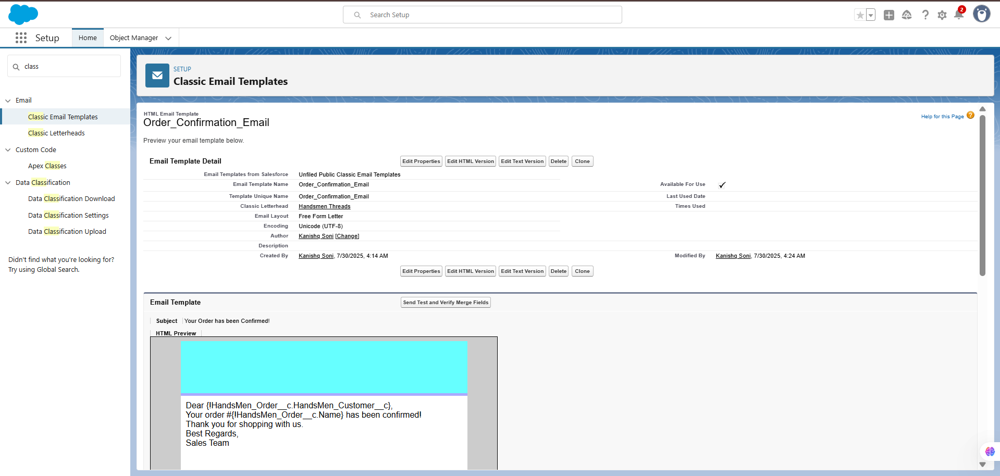 Search Setup
2
Setup
Home
Object Manager
class
Email
Classic Email Templates
Classic Letterheads
Custom Code
Apex Classes
Data Classification
Data Classification Download
Data Classification Settings
Data Classification Upload
Didn't find what you're looking for?
Try using Global Search.
SETUP
Classic Email Templates
HTML Email Template
Order_Confirmation_Email
Help for this Page ?
Preview your email template below.
Email Template Detail
Edit Properties Edit HTML Version Edit Text Version Delete Clone
Email Templates from Salesforce Unfiled Public Classic Email Templates
Email Template Name Order_Confirmation_Email Available For Use ✓
Template Unique Name Order_Confirmation_Email Last Used Date
Classic Letterhead Handsmen Threads Times Used
Email Layout Free Form Letter
Encoding Unicode (UTF-8)
Author Kanishq Soni [Change]
Description
Created By Kanishq Soni, 7/30/2025, 4:14 AM Modified By Kanishq Soni, 7/30/2025, 4:24 AM
Edit Properties Edit HTML Version Edit Text Version Delete Clone
Email Template Send Test and Verify Merge Fields
Subject Your Order has been Confirmed!
HTML Preview
Dear {!HandsMen_Order__c.HandsMen_Customer__c},
Your order #{!HandsMen_Order__c.Name} has been confirmed!
Thank you for shopping with us.
Best Regards,
Sales Team